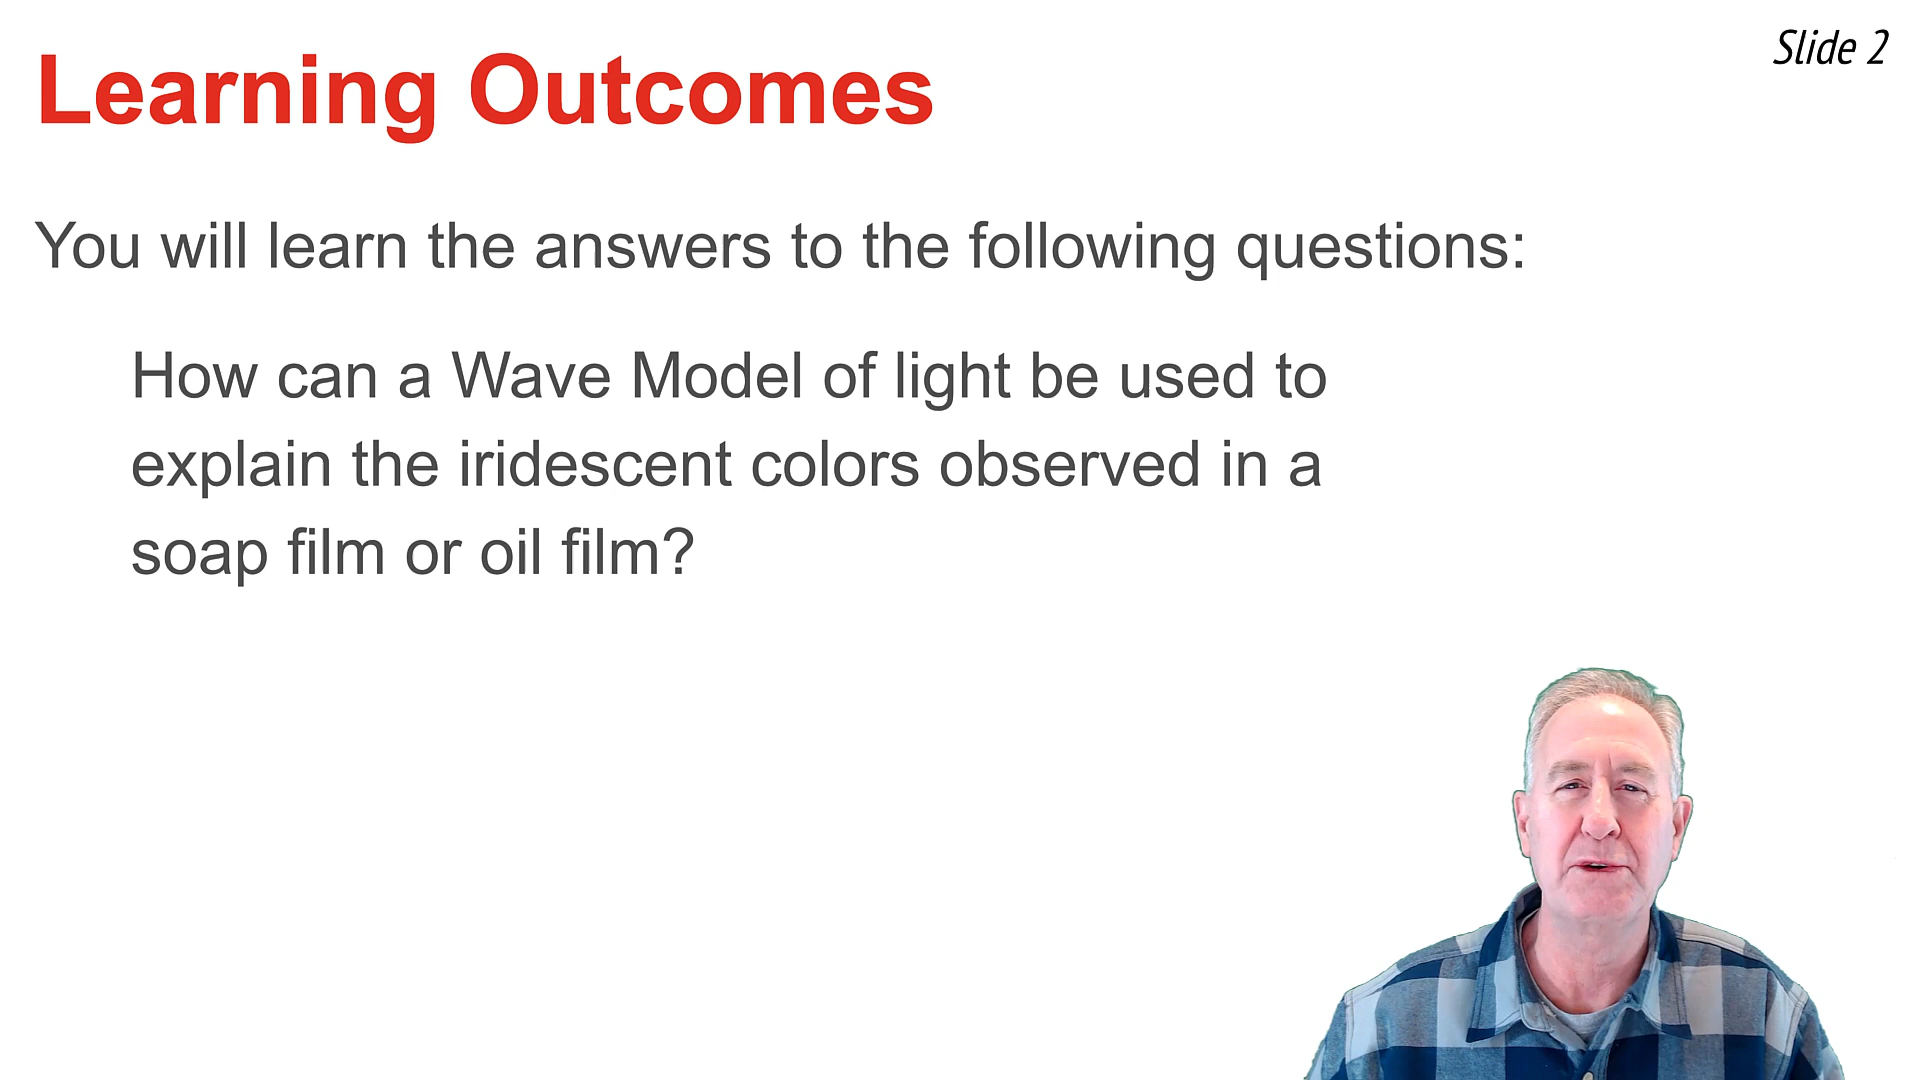 Slide 2
Learning Outcomes
You will learn the answers to the following questions:
How can a Wave Model of light be used to
explain the iridescent colors observed in a
soap film or oil film?